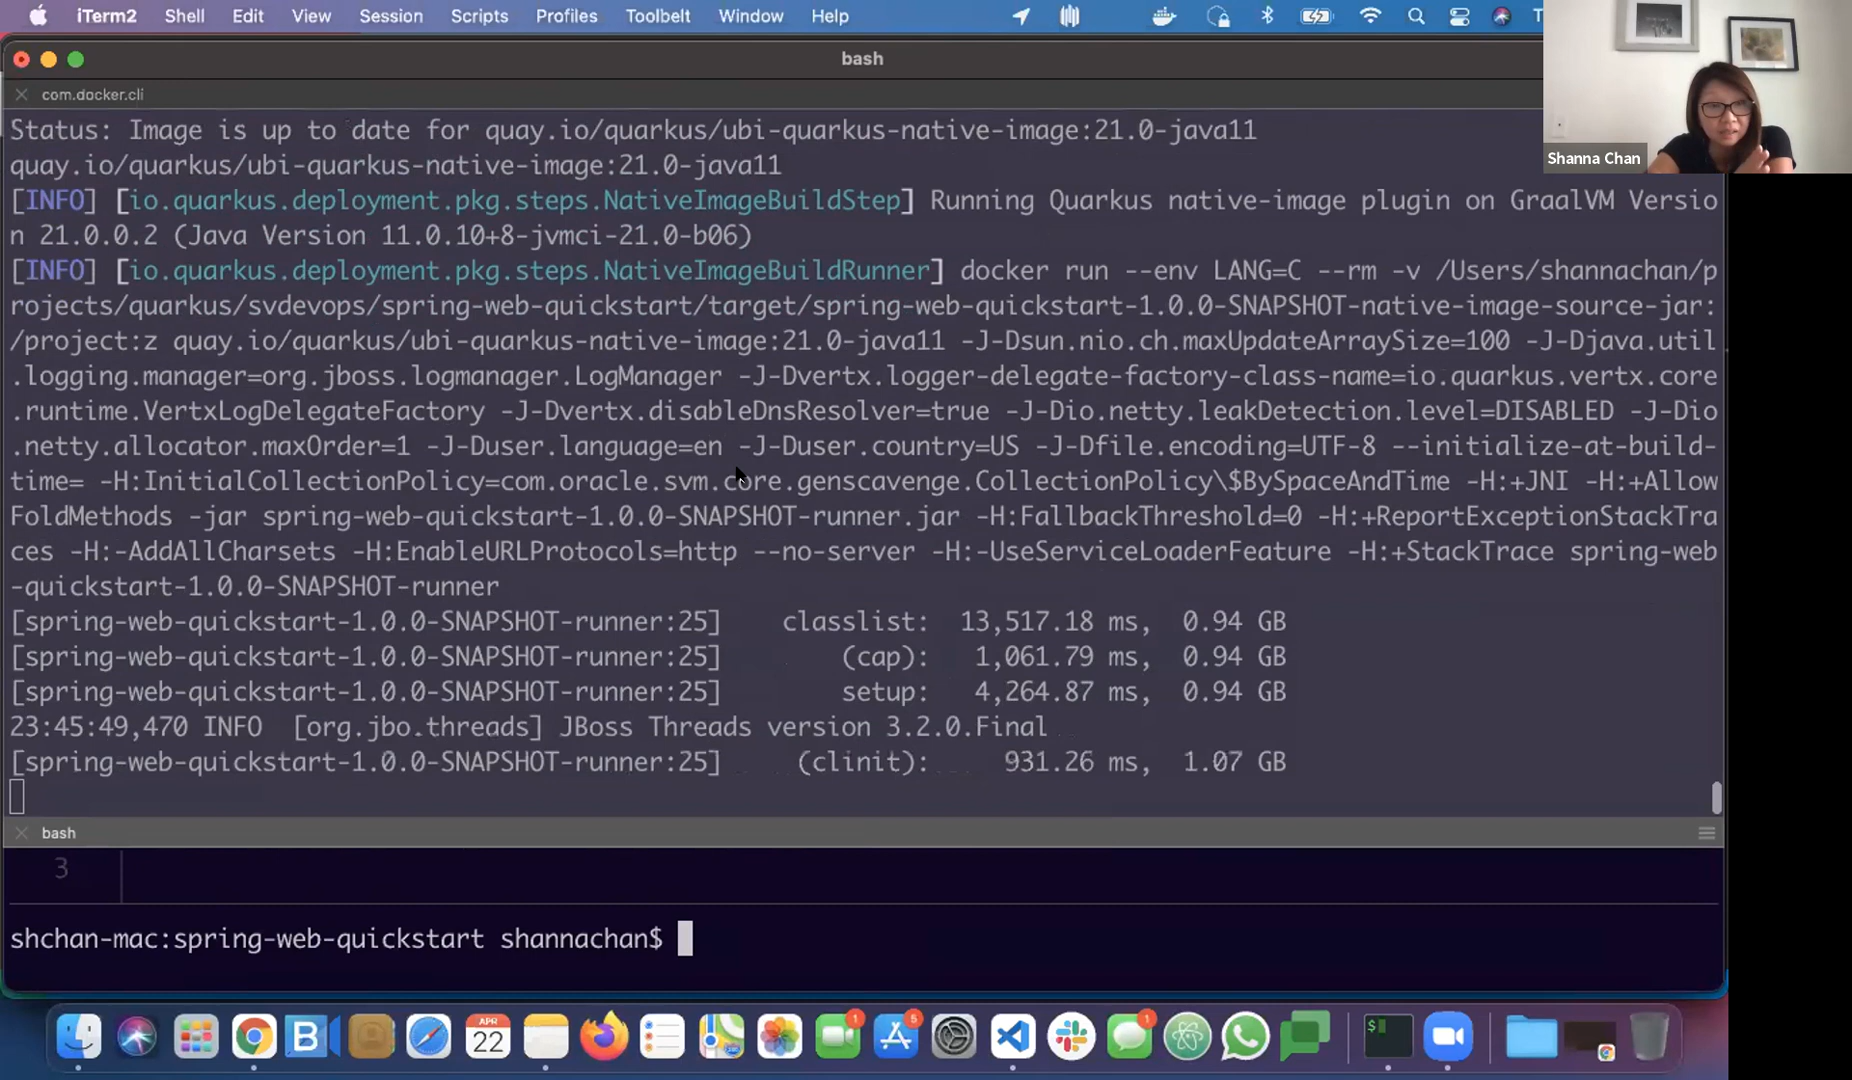 iTerm2 Shell Edit View Session Scripts Profiles Toolbelt Window Help
bash
com.docker.cli
Status: Image is up to date for quay.io/quarkus/ubi-quarkus-native-image:21.0-java11
quay.io/quarkus/ubi-quarkus-native-image:21.0-java11
[INFO] [io.quarkus.deployment.pkg.steps.NativeImageBuildStep] Running Quarkus native-image plugin on GraalVM Versio
n 21.0.0.2 (Java Version 11.0.10+8-jvmci-21.0-b06)
[INFO] [io.quarkus.deployment.pkg.steps.NativeImageBuildRunner] docker run --env LANG=C --rm -v /Users/shannachan/p
rojects/quarkus/svdevops/spring-web-quickstart/target/spring-web-quickstart-1.0.0-SNAPSHOT-native-image-source-jar:
/project:z quay.io/quarkus/ubi-quarkus-native-image:21.0-java11 -J-Dsun.nio.ch.maxUpdateArraySize=100 -J-Djava.util
.logging.manager=org.jboss.logmanager.LogManager -J-Dvertx.logger-delegate-factory-class-name=io.quarkus.vertx.core
.runtime.VertxLogDelegateFactory -J-Dvertx.disableDnsResolver=true -J-Dio.netty.leakDetection.level=DISABLED -J-Dio
.netty.allocator.maxOrder=1 -J-Duser.language=en -J-Duser.country=US -J-Dfile.encoding=UTF-8 --initialize-at-build-
time= -H:InitialCollectionPolicy=com.oracle.svm.core.genscavenge.CollectionPolicy\$BySpaceAndTime -H:+JNI -H:+Allow
FoldMethods -jar spring-web-quickstart-1.0.0-SNAPSHOT-runner.jar -H:FallbackThreshold=0 -H:+ReportExceptionStackTra
ces -H:-AddAllCharsets -H:EnableURLProtocols=http --no-server -H:-UseServiceLoaderFeature -H:+StackTrace spring-web
-quickstart-1.0.0-SNAPSHOT-runner
[spring-web-quickstart-1.0.0-SNAPSHOT-runner:25] classlist: 13,517.18 ms, 0.94 GB
[spring-web-quickstart-1.0.0-SNAPSHOT-runner:25] (cap): 1,061.79 ms, 0.94 GB
[spring-web-quickstart-1.0.0-SNAPSHOT-runner:25] setup: 4,264.87 ms, 0.94 GB
23:45:49,470 INFO [org.jbo.threads] JBoss Threads version 3.2.0.Final
[spring-web-quickstart-1.0.0-SNAPSHOT-runner:25] (clinit): 931.26 ms, 1.07 GB
bash
3
shchan-mac:spring-web-quickstart shannachan$
Shanna Chan
APR
22
1
5
1